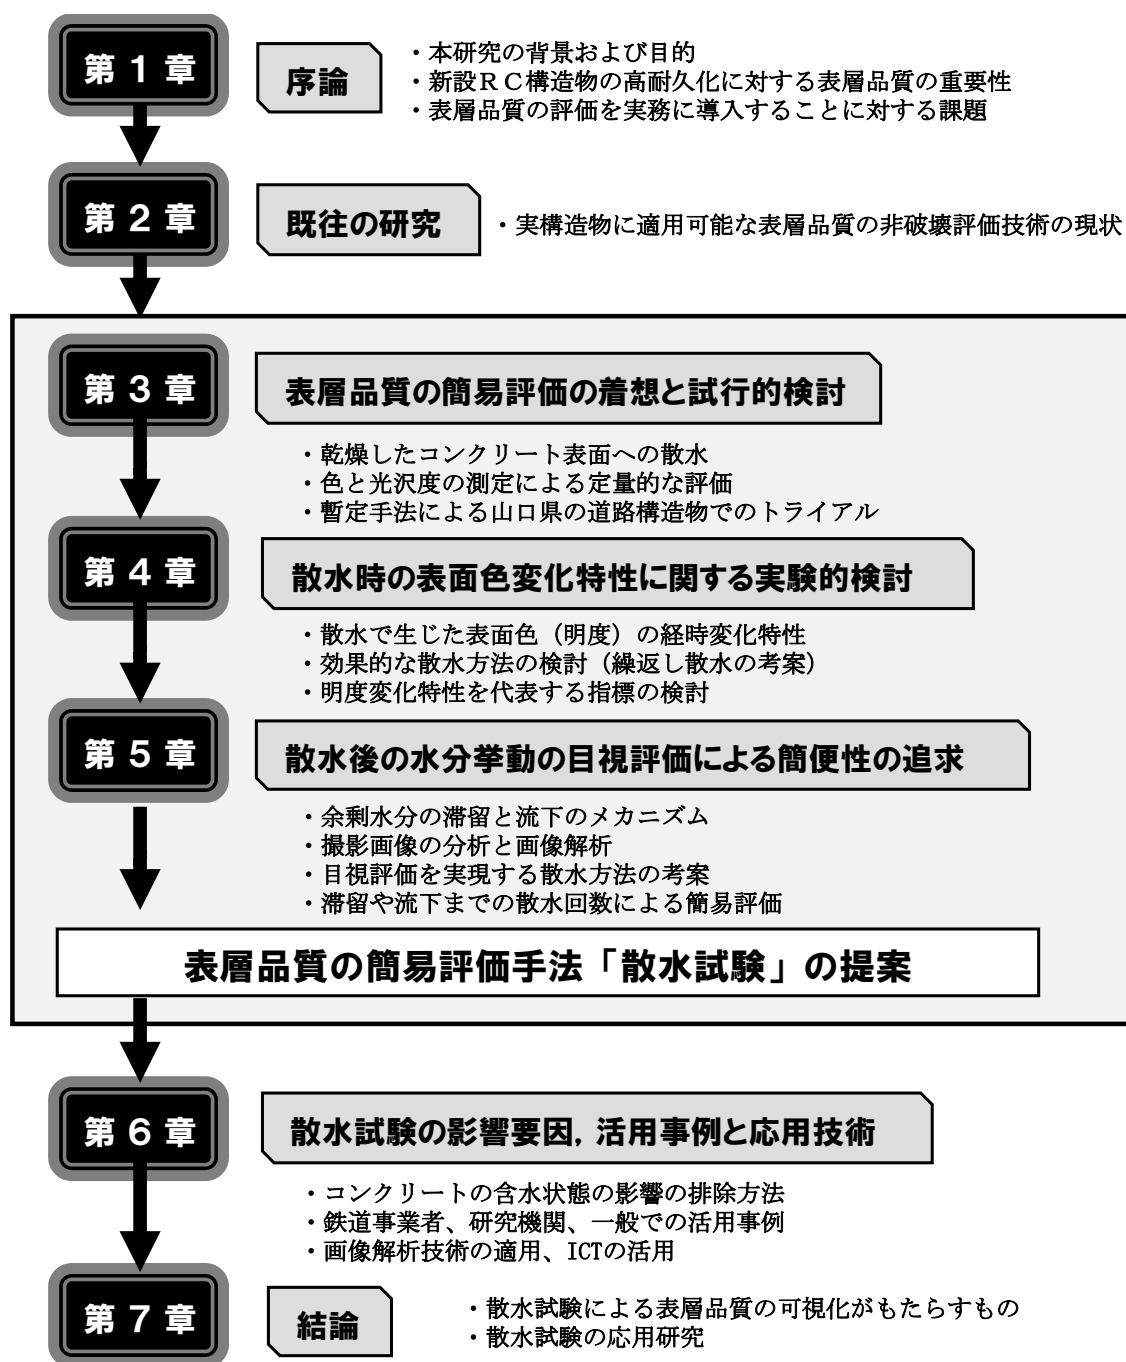 第 1 章
序論
・本研究の背景および目的
・新設ＲＣ構造物の高耐久化に対する表層品質の重要性
・表層品質の評価を実務に導入することに対する課題
第 2 章
既往の研究
・実構造物に適用可能な表層品質の非破壊評価技術の現状
第 3 章
表層品質の簡易評価の着想と試行的検討
・乾燥したコンクリート表面への散水
・色と光沢度の測定による定量的な評価
・暫定手法による山口県の道路構造物でのトライアル
第 4 章
散水時の表面色変化特性に関する実験的検討
・散水で生じた表面色（明度）の経時変化特性
・効果的な散水方法の検討（繰返し散水の考案）
・明度変化特性を代表する指標の検討
第 5 章
散水後の水分挙動の目視評価による簡便性の追求
・余剰水分の滞留と流下のメカニズム
・撮影画像の分析と画像解析
・目視評価を実現する散水方法の考案
・滞留や流下までの散水回数による簡易評価
表層品質の簡易評価手法「散水試験」の提案
第 6 章
散水試験の影響要因，活用事例と応用技術
・コンクリートの含水状態の影響の排除方法
・鉄道事業者、研究機関、一般での活用事例
・画像解析技術の適用、ICTの活用
第 7 章
結論
・散水試験による表層品質の可視化がもたらすもの
・散水試験の応用研究